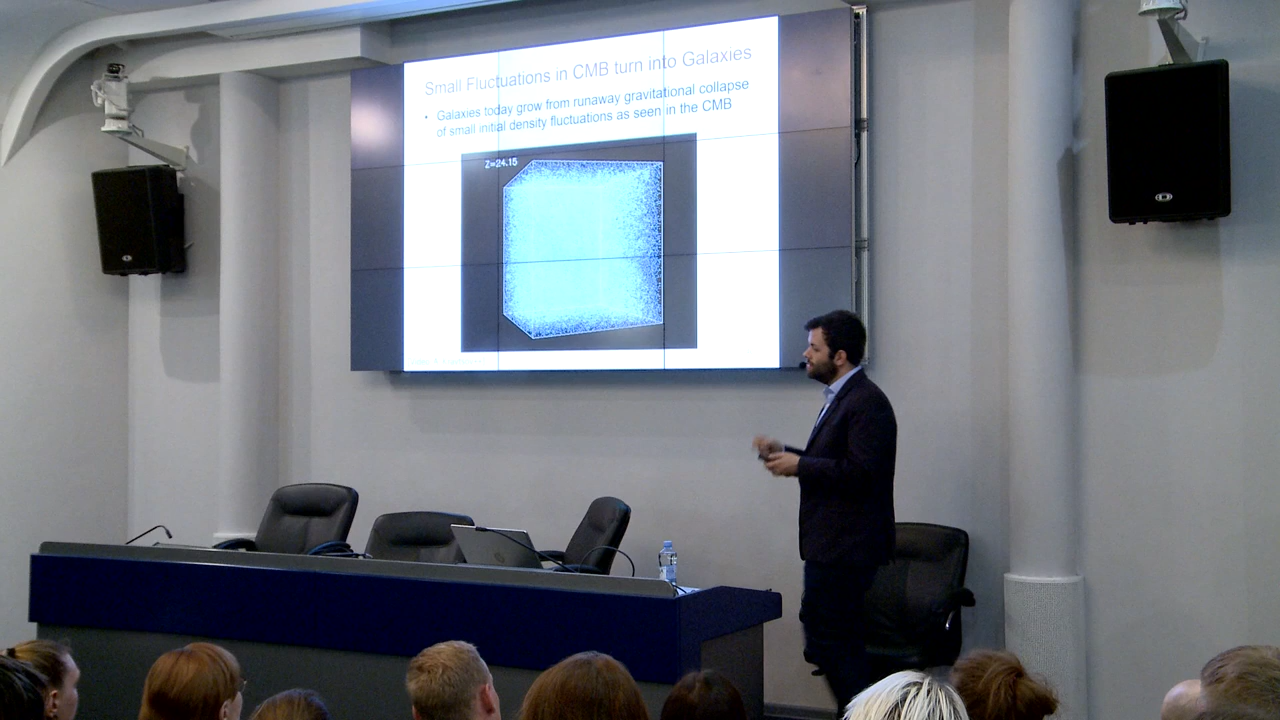 Small Fluctuations in CMB turn into Galaxies
• Galaxies today grow from runaway gravitational collapse
of small initial density fluctuations as seen in the CMB
Z=24.15